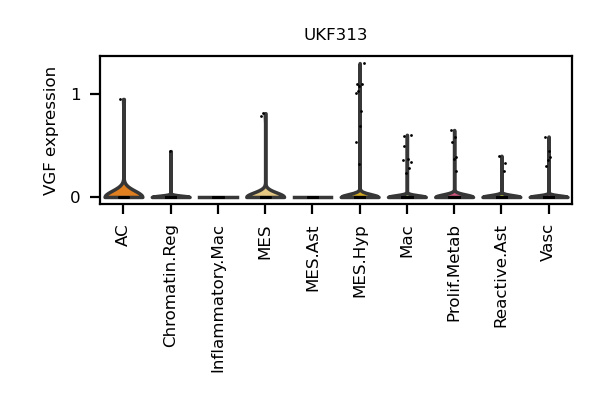 UKF313
VGF expression
1
0
AC
Chromatin.Reg
Inflammatory.Mac
MES
MES.Ast
MES.Hyp
Mac
Prolif.Metab
Reactive.Ast
Vasc